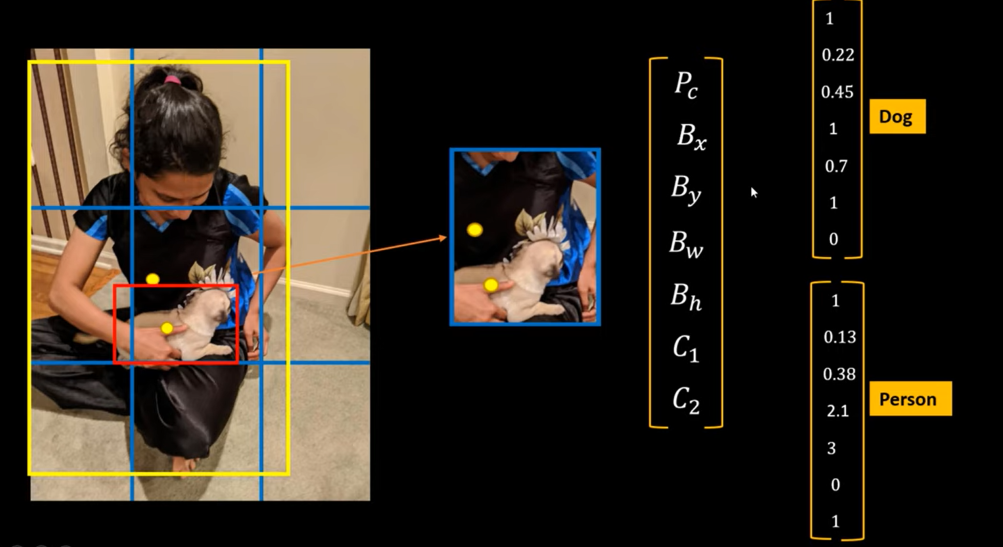 P_c
B_x
B_y
B_w
B_h
C_1
C_2
1
0.22
0.45
1
0.7
1
0
Dog
1
0.13
0.38
2.1
3
0
1
Person